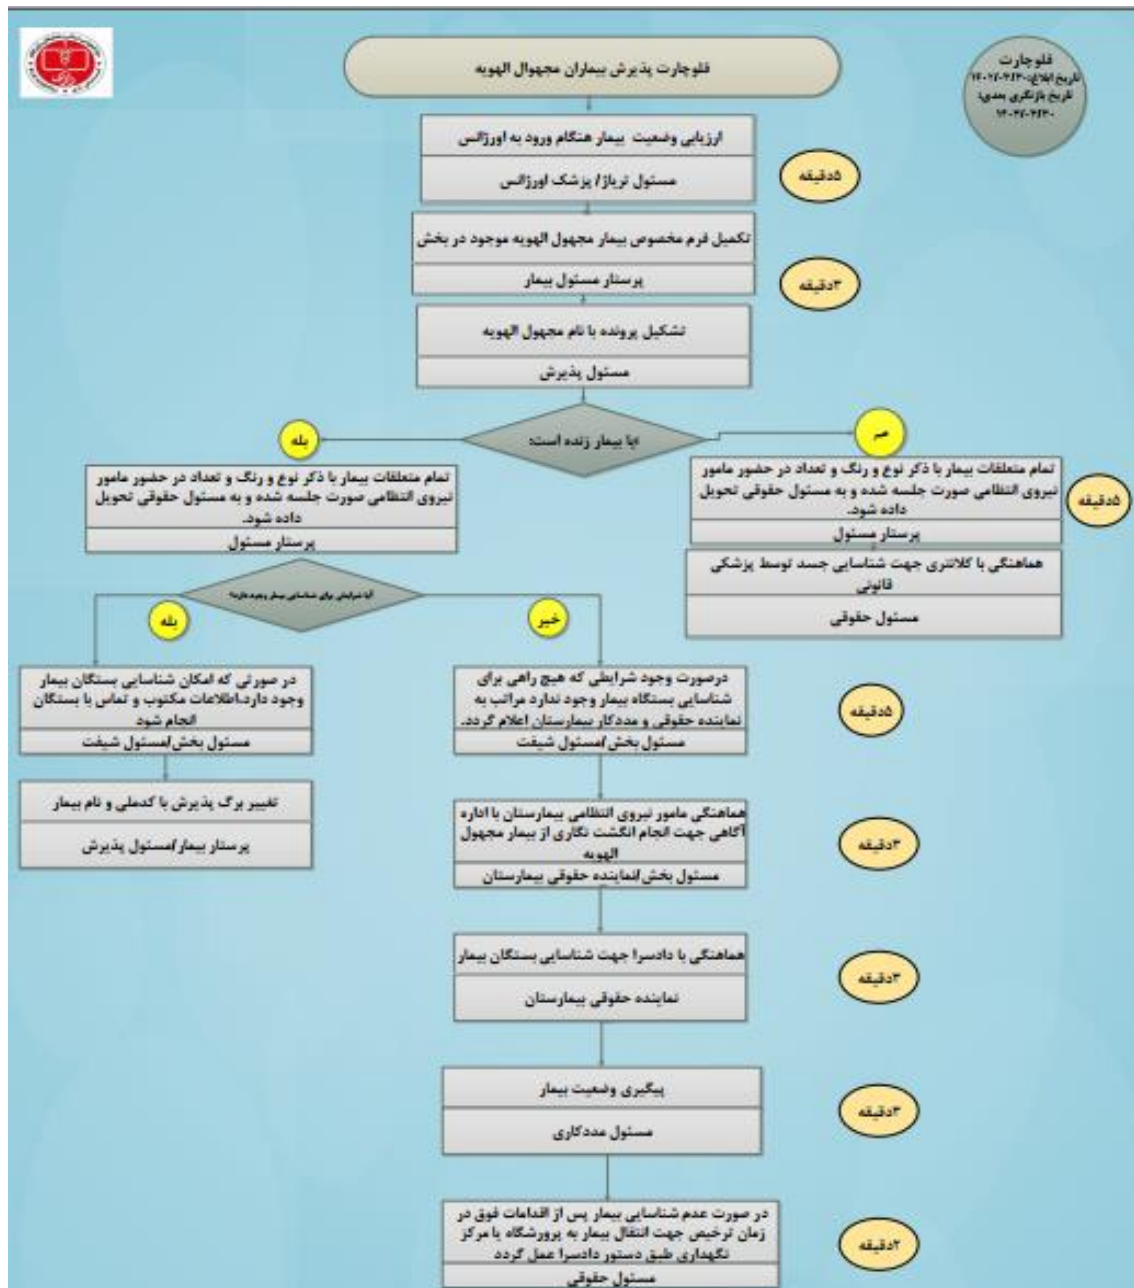 فلوچارت پذیرش بیماران مجهوال الهویه
فلوچارت
تاریخ ابلاغ:
تاریخ بازنگری بعدی:
ارزیابی وضعیت بیمار هنگام ورود به اورژانس
مسئول تریاژ/ پزشک اورژانس
۵دقیقه
تکمیل فرم مخصوص بیمار مجهول الهویه موجود در بخش
پرستار مسئول بیمار
۳دقیقه
تشکیل پرونده با نام مجهول الهویه
مسئول پذیرش
بیمار زنده است؛
بله
تمام متعلقات بیمار با ذکر نوع و رنگ و تعداد در حضور مامور
نیروی انتظامی صورت جلسه شده و به مسئول حقوقی تحویل
داده شود.
پرستار مسئول
تمام متعلقات بیمار با ذکر نوع و رنگ و تعداد در حضور مامور
نیروی انتظامی صورت جلسه شده و به مسئول حقوقی تحویل
داده شود.
پرستار مسئول
۵دقیقه
هماهنگی با کلانتری جهت شناسایی جسد توسط پزشکی
قانونی
مسئول حقوقی
آیا شرایطی برای شناسایی بیمار وجود دارد؟
خیر
بله
درصورت وجود شرایطی که هیچ راهی برای
شناسایی بستگاه بیمار وجود ندارد مراتب به
نماینده حقوقی و مددکار بیمارستان اعلام گردد.
مسئول بخش/مسئول شیفت
۵دقیقه
در صورتی که امکان شناسایی بستگان بیمار
وجود دارد.اطلاعات مکتوب و تماس با بستگان
انجام شود
مسئول بخش/مسئول شیفت
تغییر برگ پذیرش با کدملی و نام بیمار
پرستار بیمار/مسئول پذیرش
هماهنگی مامور نیروی انتظامی بیمارستان با اداره
آگاهی جهت انجام انگشت نگاری از بیمار مجهول
الهویه
مسئول بخش/نماینده حقوقی بیمارستان
۳دقیقه
هماهنگی با دادسرا جهت شناسایی بستگان بیمار
نماینده حقوقی بیمارستان
۳دقیقه
پیگیری وضعیت بیمار
مسئول مددکاری
۳دقیقه
در صورت عدم شناسایی بیمار پس از اقدامات فوق در
زمان ترخیص جهت انتقال بیمار به پرورشگاه یا مرکز
نگهداری طبق دستور دادسرا عمل گردد
مسئول حقوقی
۲دقیقه